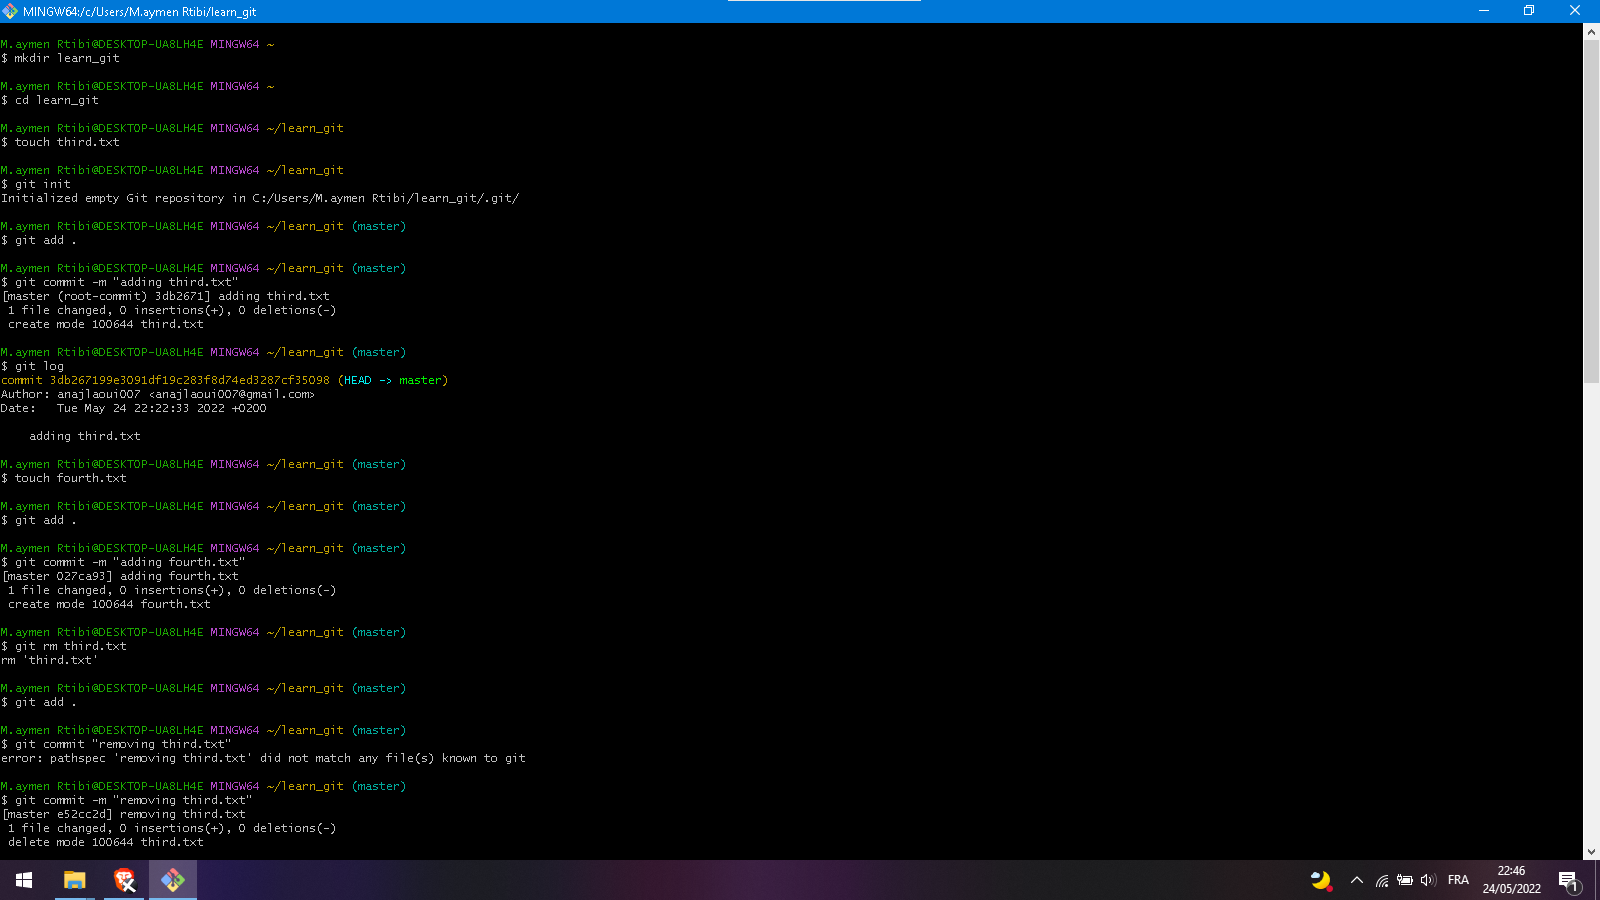 MINGW64:/c/Users/M.aymen Rtibi/learn_git
M.aymen Rtibi@DESKTOP-UA8LH4E MINGW64 ~
$ mkdir learn_git
M.aymen Rtibi@DESKTOP-UA8LH4E MINGW64 ~
$ cd learn_git
M.aymen Rtibi@DESKTOP-UA8LH4E MINGW64 ~/learn_git
$ touch third.txt
M.aymen Rtibi@DESKTOP-UA8LH4E MINGW64 ~/learn_git
$ git init
Initialized empty Git repository in C:/Users/M.aymen Rtibi/learn_git/.git/
M.aymen Rtibi@DESKTOP-UA8LH4E MINGW64 ~/learn_git (master)
$ git add .
M.aymen Rtibi@DESKTOP-UA8LH4E MINGW64 ~/learn_git (master)
$ git commit -m "adding third.txt"
[master (root-commit) 3db2671] adding third.txt
1 file changed, 0 insertions(+), 0 deletions(-)
create mode 100644 third.txt
M.aymen Rtibi@DESKTOP-UA8LH4E MINGW64 ~/learn_git (master)
$ git log
commit 3db267199e3091df19c283f8d74ed3287cf35098 (HEAD -> master)
Author: anajlaoui007 <anajlaoui007@gmail.com>
Date:   Tue May 24 22:22:33 2022 +0200
adding third.txt
M.aymen Rtibi@DESKTOP-UA8LH4E MINGW64 ~/learn_git (master)
$ touch fourth.txt
M.aymen Rtibi@DESKTOP-UA8LH4E MINGW64 ~/learn_git (master)
$ git add .
M.aymen Rtibi@DESKTOP-UA8LH4E MINGW64 ~/learn_git (master)
$ git commit -m "adding fourth.txt"
[master 027ca93] adding fourth.txt
1 file changed, 0 insertions(+), 0 deletions(-)
create mode 100644 fourth.txt
M.aymen Rtibi@DESKTOP-UA8LH4E MINGW64 ~/learn_git (master)
$ git rm third.txt
rm 'third.txt'
M.aymen Rtibi@DESKTOP-UA8LH4E MINGW64 ~/learn_git (master)
$ git add .
M.aymen Rtibi@DESKTOP-UA8LH4E MINGW64 ~/learn_git (master)
$ git commit "removing third.txt"
error: pathspec 'removing third.txt' did not match any file(s) known to git
M.aymen Rtibi@DESKTOP-UA8LH4E MINGW64 ~/learn_git (master)
$ git commit -m "removing third.txt"
[master e52cc2d] removing third.txt
1 file changed, 0 insertions(+), 0 deletions(-)
delete mode 100644 third.txt
FRA
22:46
24/05/2022
1